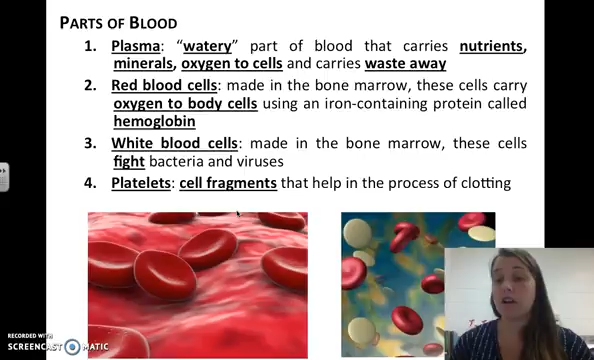 PARTS OF BLOOD
1. Plasma: “watery” part of blood that carries nutrients,
minerals, oxygen to cells and carries waste away
2. Red blood cells: made in the bone marrow, these cells carry
oxygen to body cells using an iron-containing protein called
hemoglobin
3. White blood cells: made in the bone marrow, these cells
fight bacteria and viruses
4. Platelets: cell fragments that help in the process of clotting
RECORDED WITH
SCREENCAST MATIC